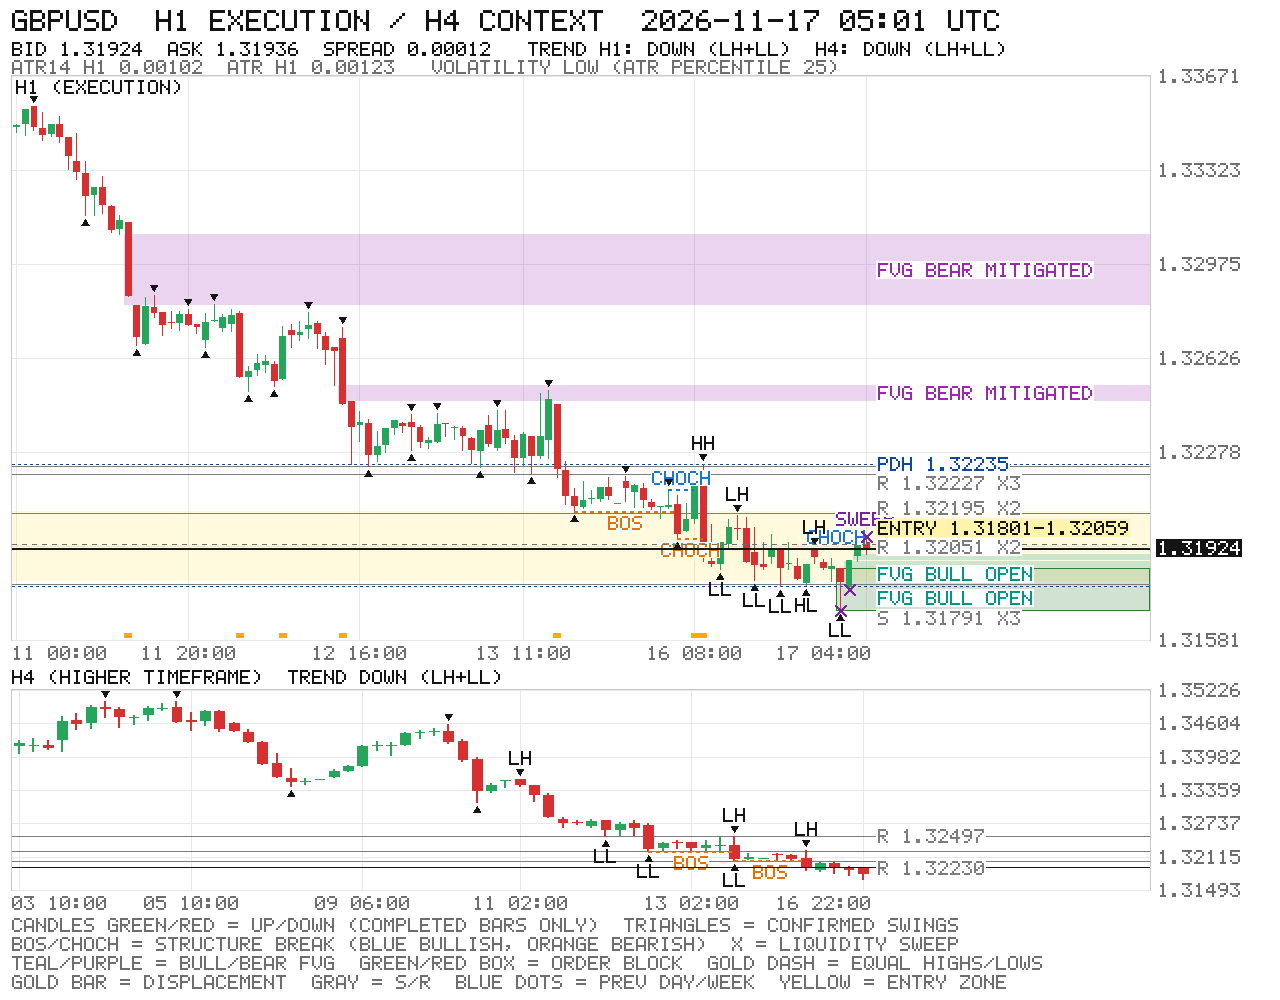 GBPUSD H1 EXECUTION / H4 CONTEXT 2026-11-17 05:01 UTC
BID 1.31924 ASK 1.31936 SPREAD 0.00012 TREND H1: DOWN (LH+LL) H4: DOWN (LH+LL)
ATR14 H1 0.00102 ATR H1 0.00123 VOLATILITY LOW (ATR PERCENTILE 25)
H1 (EXECUTION)
1.33671
1.33323
1.32975
FVG BEAR MITIGATED
1.32626
FVG BEAR MITIGATED
HH
1.32278
PDH 1.32235
CHOCH
R 1.32227 X3
LH
R 1.32195 X2
BOS
LH
ENTRY 1.31801-1.32059
CHOCH
CHOCH
R 1.32051 X2
1.31924
FVG BULL OPEN
LL
LL
LL
HL
FVG BULL OPEN
S 1.31791 X3
LL
1.31581
11 00:00 11 20:00 12 16:00 13 11:00 16 08:00 17 04:00
H4 (HIGHER TIMEFRAME) TREND DOWN (LH+LL)
1.35226
1.34604
1.33982
LH
1.33359
LH
1.32737
LH
R 1.32497
LL
BOS
1.32115
LL
BOS
R 1.32230
LL
1.31493
03 10:00 05 10:00 09 06:00 11 02:00 13 02:00 16 22:00
CANDLES GREEN/RED = UP/DOWN (COMPLETED BARS ONLY) TRIANGLES = CONFIRMED SWINGS
BOS/CHOCH = STRUCTURE BREAK (BLUE BULLISH, ORANGE BEARISH) X = LIQUIDITY SWEEP
TEAL/PURPLE = BULL/BEAR FVG GREEN/RED BOX = ORDER BLOCK GOLD DASH = EQUAL HIGHS/LOWS
GOLD BAR = DISPLACEMENT GRAY = S/R BLUE DOTS = PREV DAY/WEEK YELLOW = ENTRY ZONE